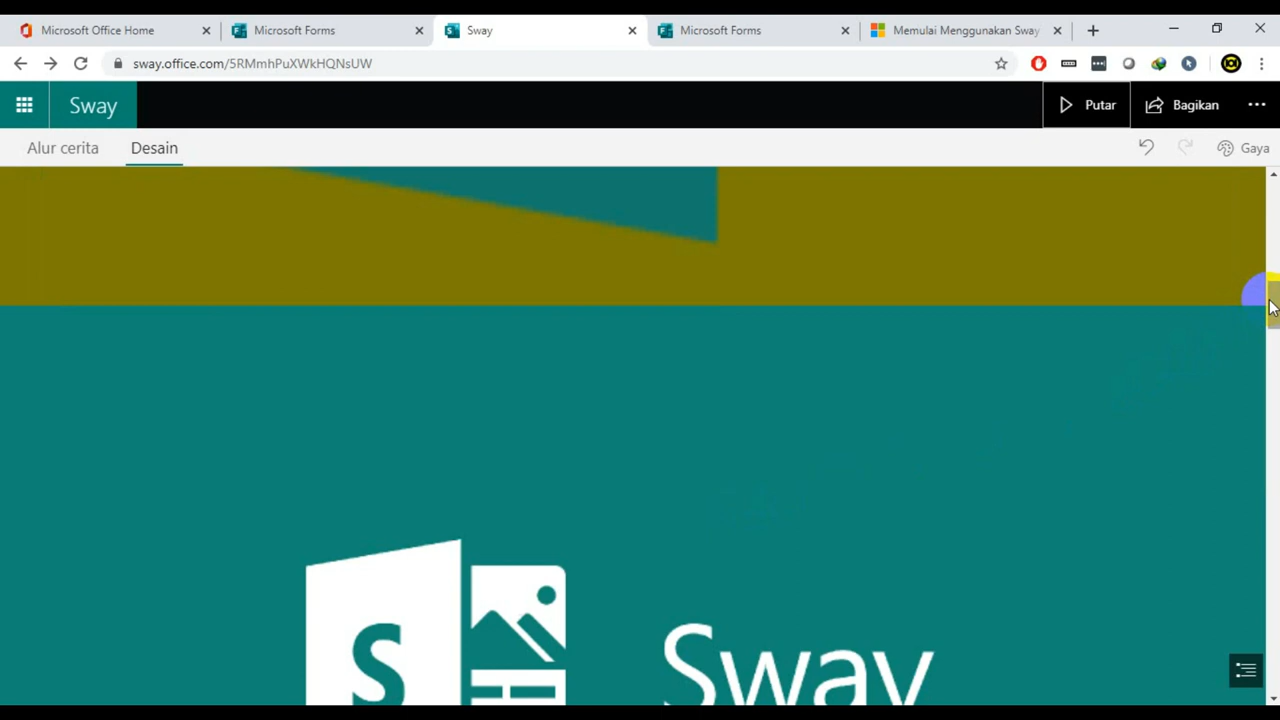 Microsoft Office Home
Microsoft Forms
Sway
Microsoft Forms
Memulai Menggunakan Sway
sway.office.com/5RMmhPuXWkHQNsUW
Sway
Putar
Bagikan
Alur cerita
Desain
Gaya
S
Sway